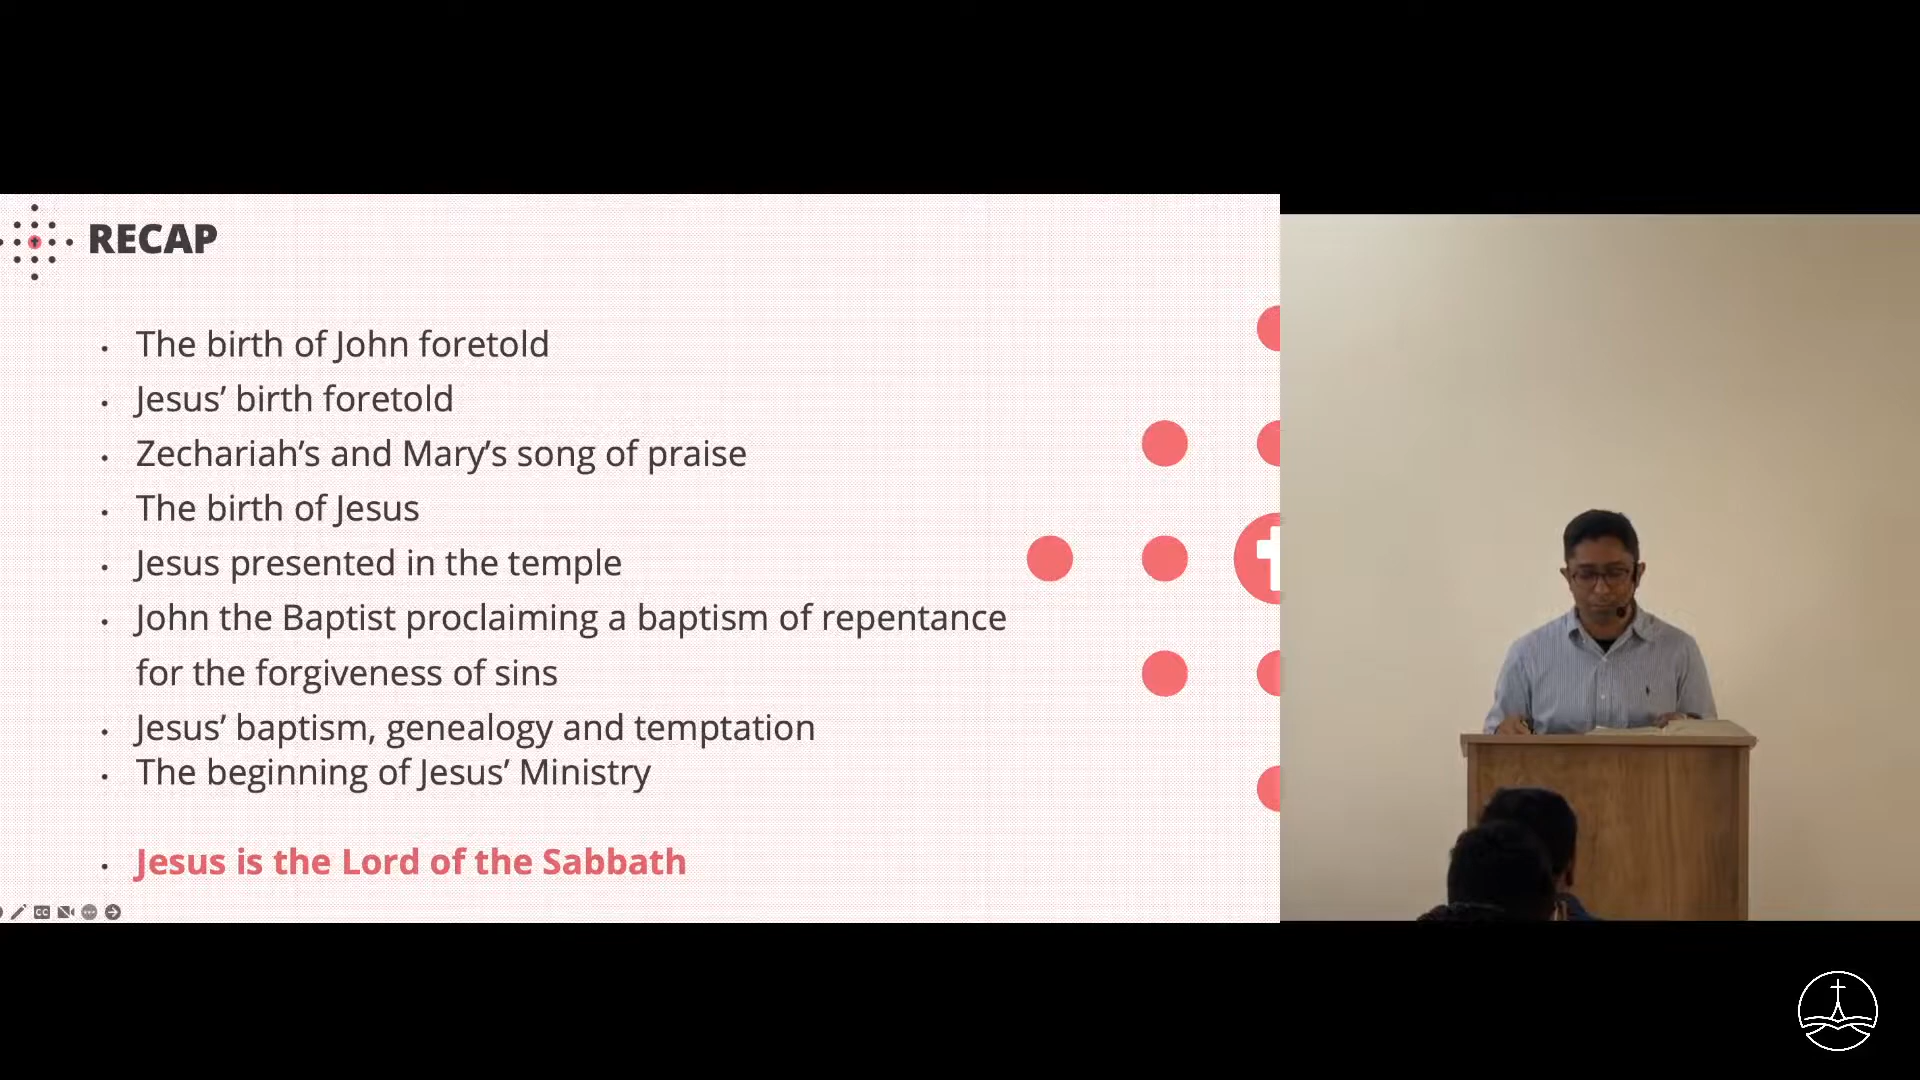 RECAP
• The birth of John foretold
• Jesus’ birth foretold
• Zechariah’s and Mary’s song of praise
• The birth of Jesus
• Jesus presented in the temple
• John the Baptist proclaiming a baptism of repentance
for the forgiveness of sins
• Jesus’ baptism, genealogy and temptation
• The beginning of Jesus’ Ministry
• Jesus is the Lord of the Sabbath
CC